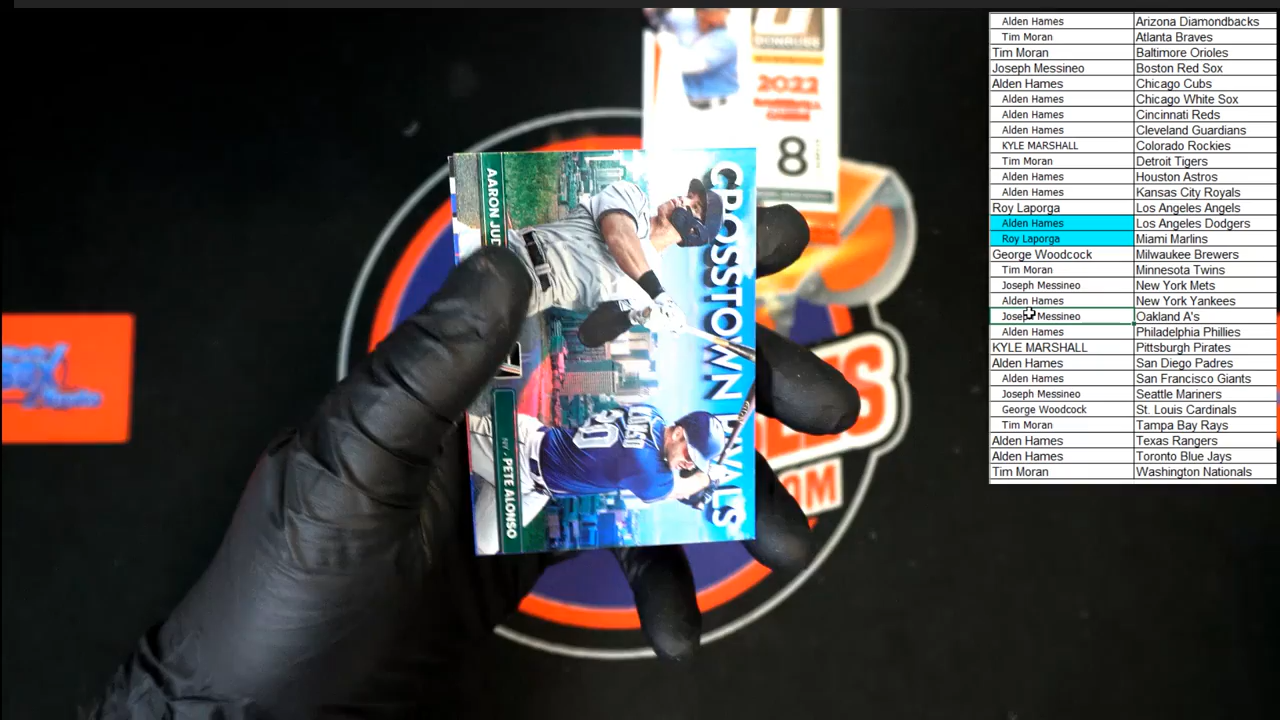 DONRUSS
2022
BASEBALL
8
CROSSTOWN RIVALS
AARON JUD
NY • PETE ALONSO
ALONSO
20
COM
Alden Hames Arizona Diamondbacks
Tim Moran Atlanta Braves
Tim Moran Baltimore Orioles
Joseph Messineo Boston Red Sox
Alden Hames Chicago Cubs
Alden Hames Chicago White Sox
Alden Hames Cincinnati Reds
Alden Hames Cleveland Guardians
KYLE MARSHALL Colorado Rockies
Tim Moran Detroit Tigers
Alden Hames Houston Astros
Alden Hames Kansas City Royals
Roy Laporga Los Angeles Angels
Alden Hames Los Angeles Dodgers
Roy Laporga Miami Marlins
George Woodcock Milwaukee Brewers
Tim Moran Minnesota Twins
Joseph Messineo New York Mets
Alden Hames New York Yankees
Joseph Messineo Oakland A's
Alden Hames Philadelphia Phillies
KYLE MARSHALL Pittsburgh Pirates
Alden Hames San Diego Padres
Alden Hames San Francisco Giants
Joseph Messineo Seattle Mariners
George Woodcock St. Louis Cardinals
Tim Moran Tampa Bay Rays
Alden Hames Texas Rangers
Alden Hames Toronto Blue Jays
Tim Moran Washington Nationals